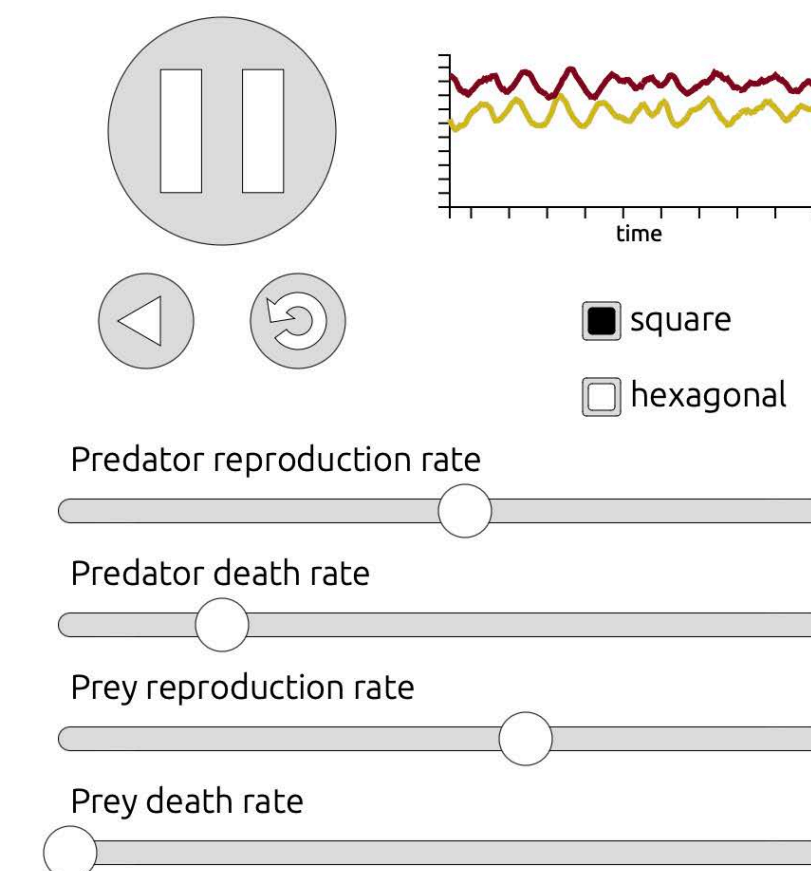 time
square
hexagonal
Predator reproduction rate
Predator death rate
Prey reproduction rate
Prey death rate